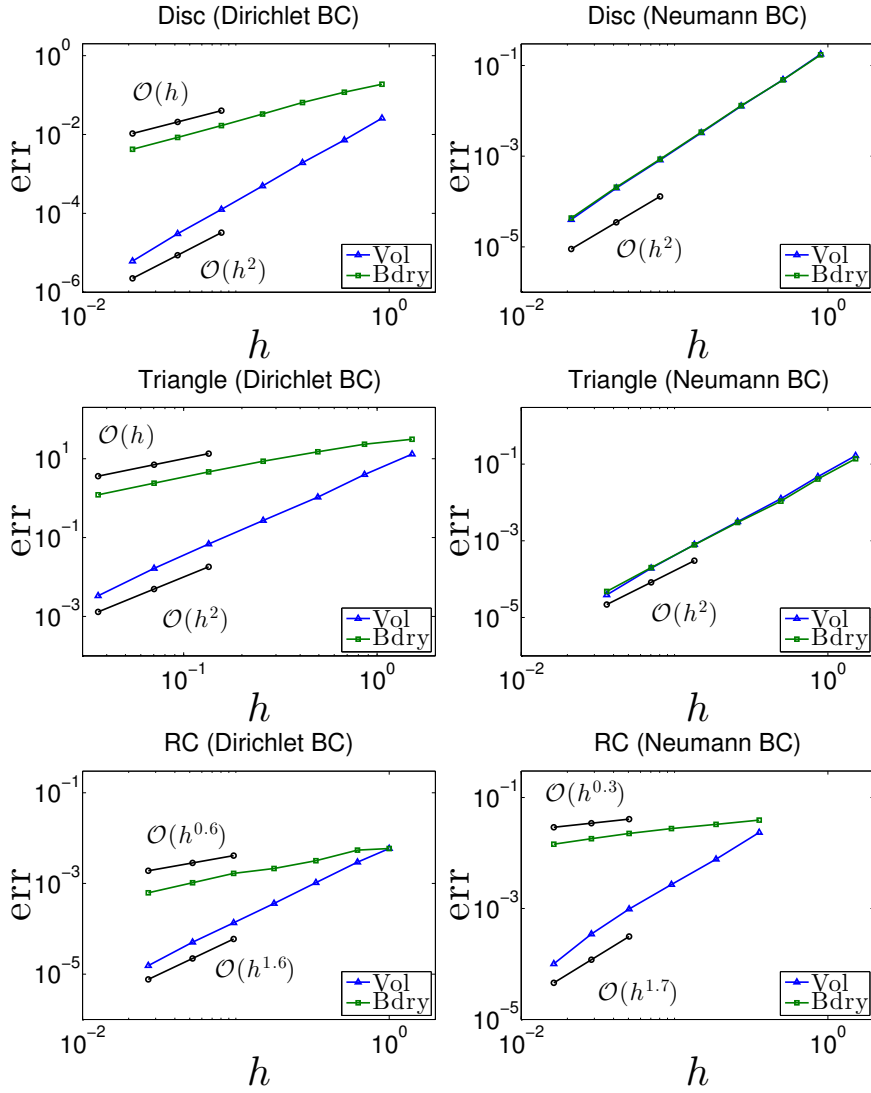 Disc (Dirichlet BC)
10^0
10^-2
10^-4
10^-6
err
O(h)
O(h^2)
Vol
Bdry
10^-2
10^0
h
Disc (Neumann BC)
10^-1
10^-3
10^-5
err
O(h^2)
Vol
Bdry
10^-2
10^0
h
Triangle (Dirichlet BC)
10^1
10^-1
10^-3
err
O(h)
O(h^2)
Vol
Bdry
10^-1
10^0
h
Triangle (Neumann BC)
10^-1
10^-3
10^-5
err
O(h^2)
Vol
Bdry
10^-2
10^0
h
RC (Dirichlet BC)
10^-1
10^-3
10^-5
err
O(h^0.6)
O(h^1.6)
Vol
Bdry
10^-2
10^0
h
RC (Neumann BC)
10^-1
10^-3
10^-5
err
O(h^0.3)
O(h^1.7)
Vol
Bdry
10^-2
10^0
h